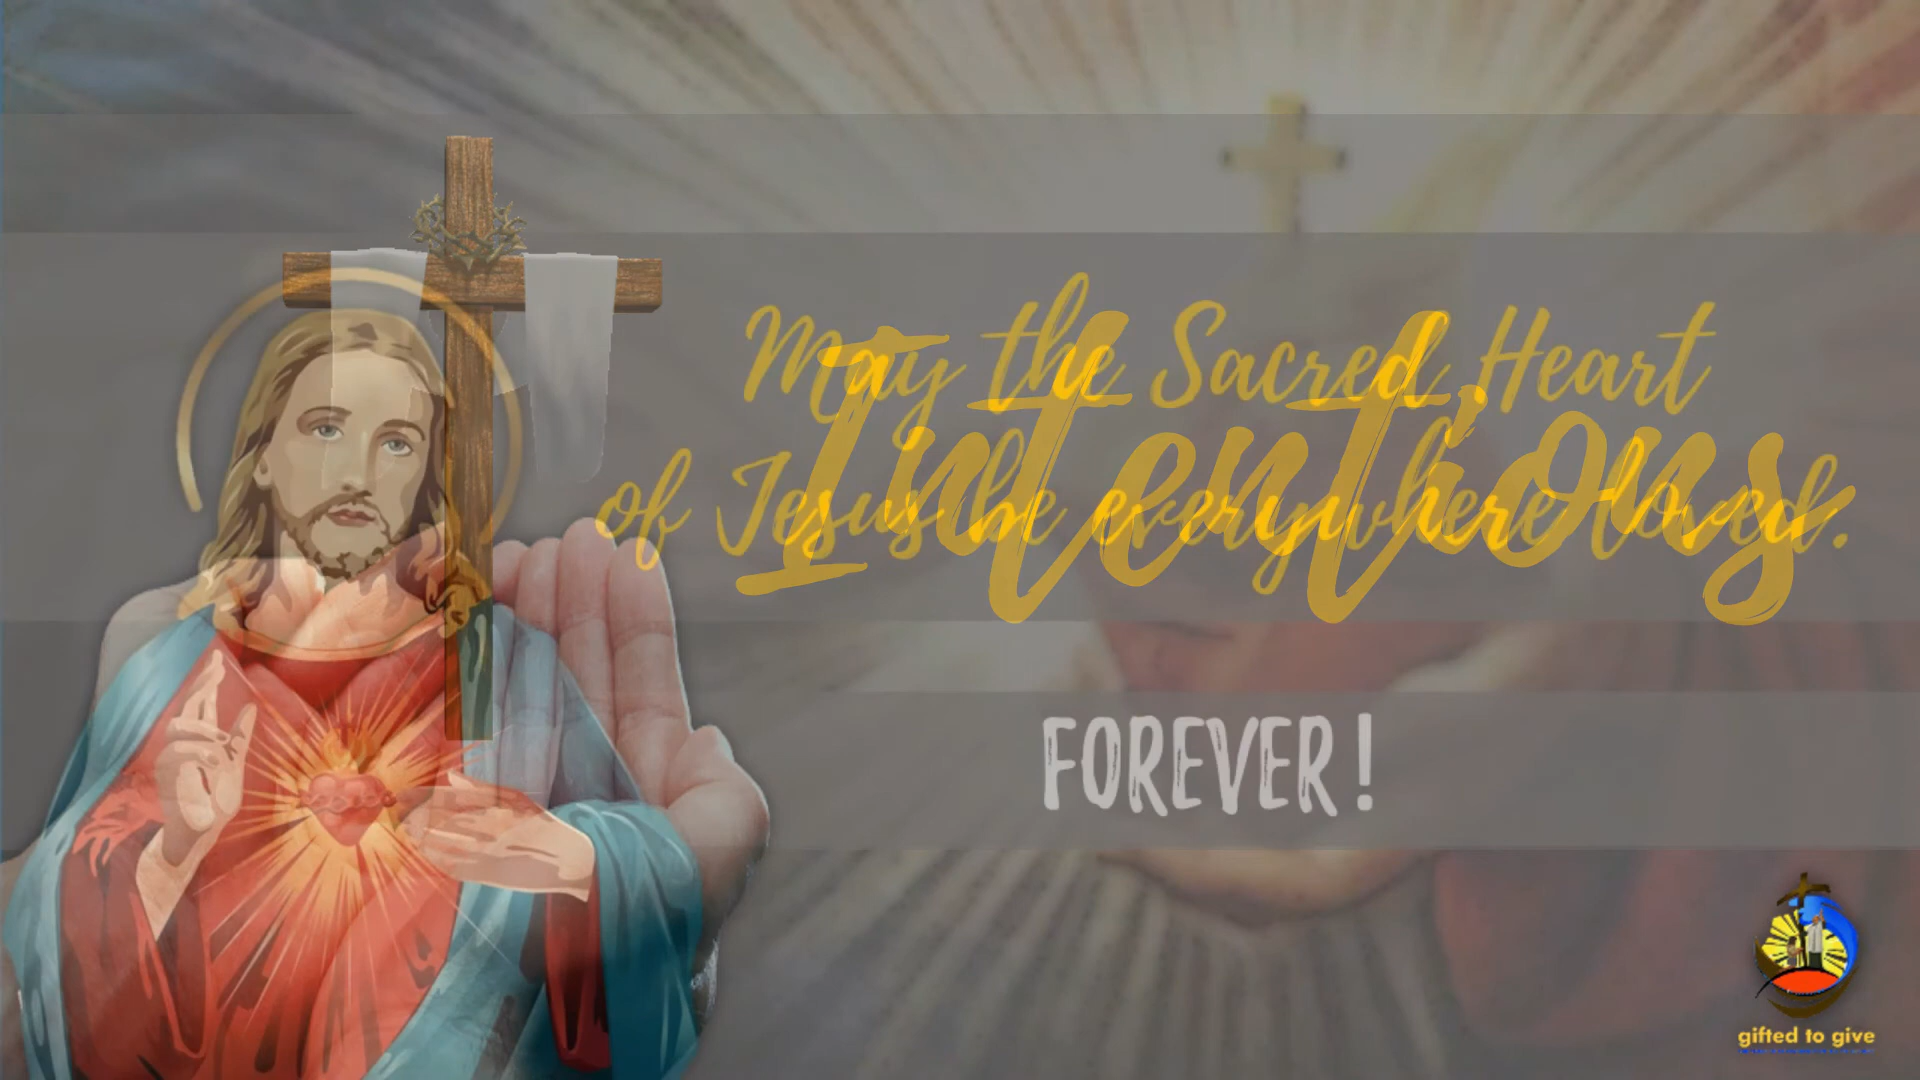 May the Sacred Heart
of Jesus be everywhere loved.
Intentions
FOREVER!
gifted to give